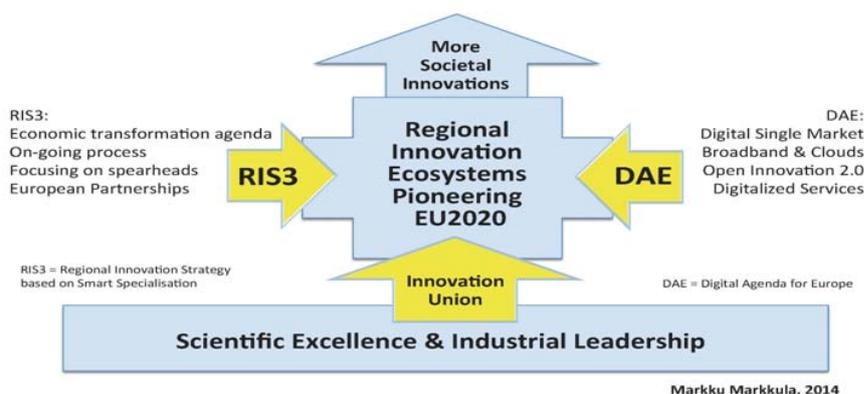 More
Societal
Innovations
RIS3:
Economic transformation agenda
On-going process
Focusing on spearheads
European Partnerships
RIS3
Regional
Innovation
Ecosystems
Pioneering
EU2020
DAE
DAE:
Digital Single Market
Broadband & Clouds
Open Innovation 2.0
Digitalized Services
RIS3 = Regional Innovation Strategy
based on Smart Specialisation
Innovation
Union
DAE = Digital Agenda for Europe
Scientific Excellence & Industrial Leadership
Markku Markkula, 2014